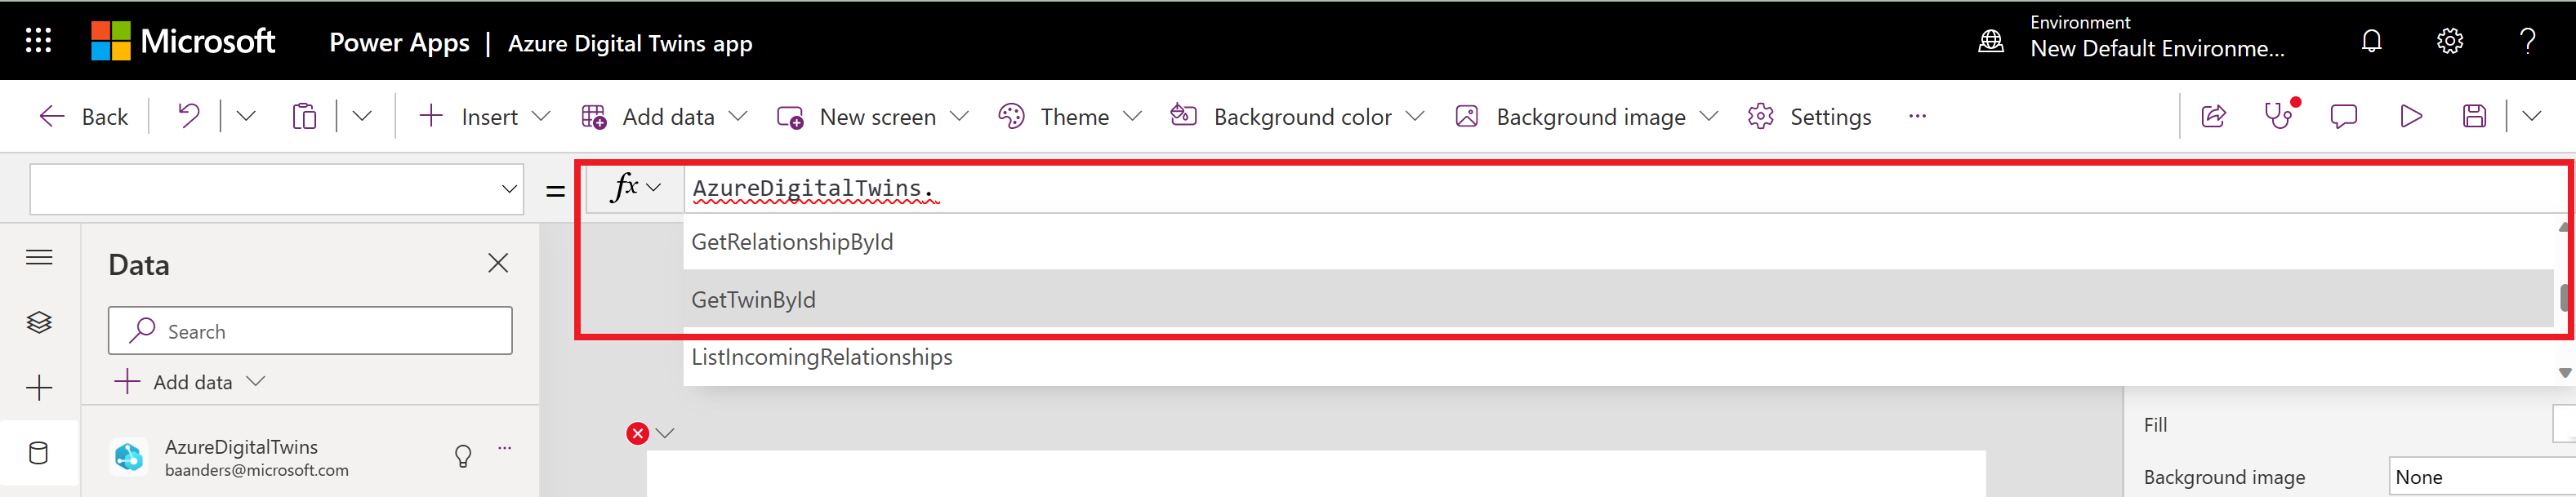 Microsoft Power Apps | Azure Digital Twins app
Environment
New Default Environme...
Back Insert Add data New screen Theme Background color Background image Settings ...
= fx AzureDigitalTwins.
GetRelationshipById
GetTwinById
ListIncomingRelationships
Data
Search
Add data
AzureDigitalTwins
baanders@microsoft.com
Fill
Background image None